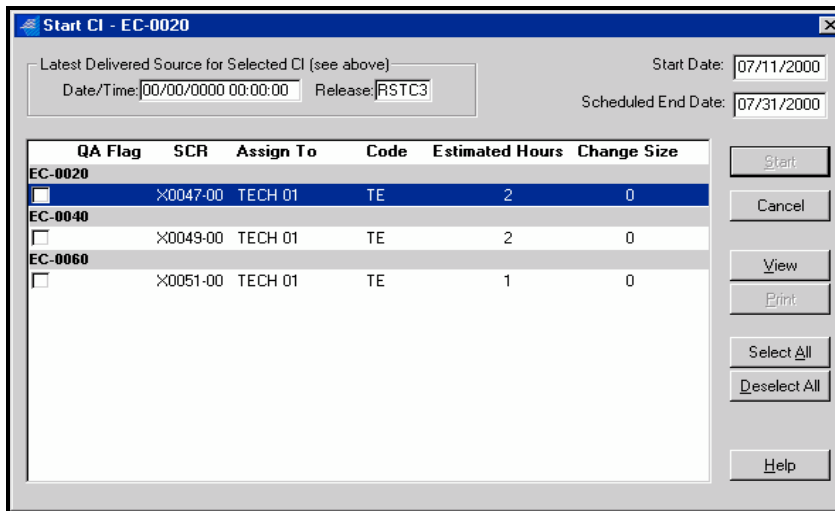 Start CI - EC-0020
Latest Delivered Source for Selected CI (see above)
Date/Time: 00/00/0000 00:00:00 Release: RSTC3
Start Date: 07/11/2000
Scheduled End Date: 07/31/2000
QA Flag SCR Assign To Code Estimated Hours Change Size
EC-0020
X0047-00 TECH 01 TE 2 0
EC-0040
X0049-00 TECH 01 TE 2 0
EC-0060
X0051-00 TECH 01 TE 1 0
Start
Cancel
View
Print
Select All
Deselect All
Help